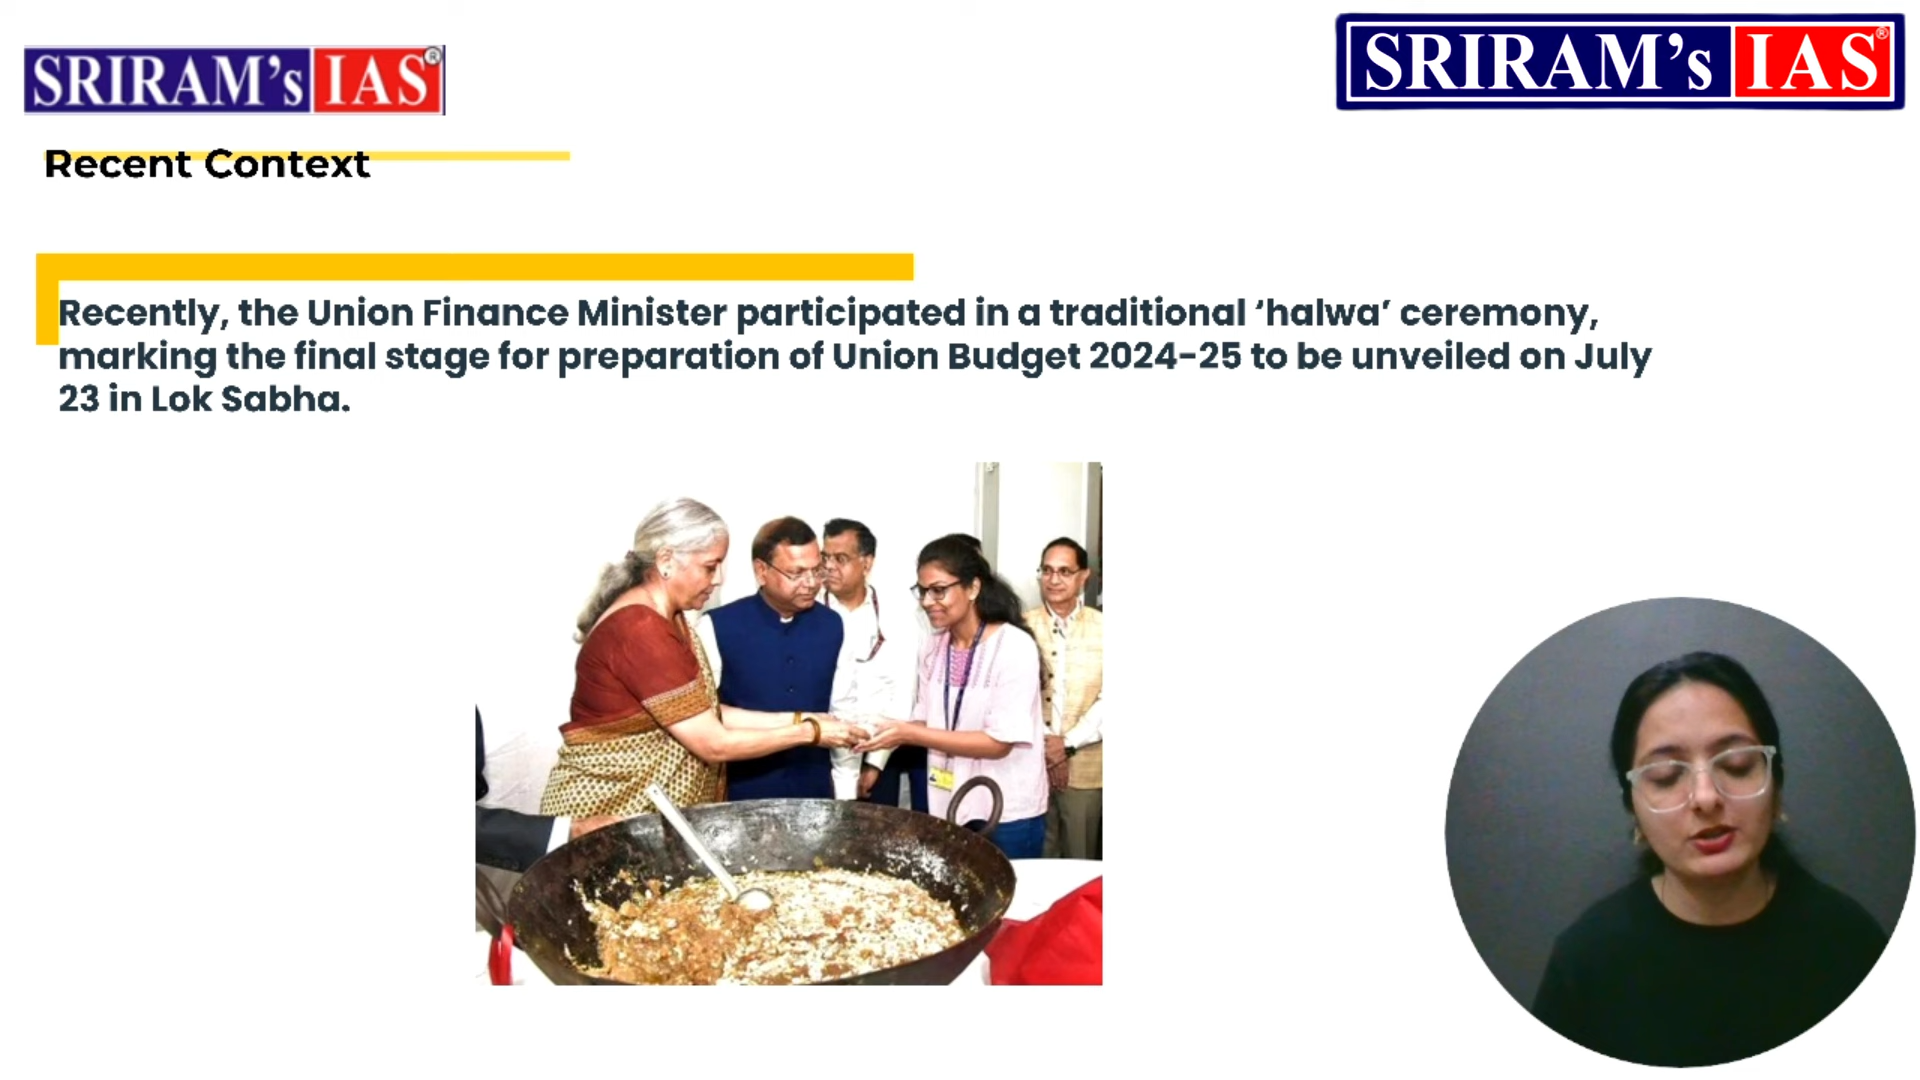 SRIRAM's IAS®
SRIRAM's IAS®
Recent Context
Recently, the Union Finance Minister participated in a traditional ‘halwa’ ceremony,
marking the final stage for preparation of Union Budget 2024-25 to be unveiled on July
23 in Lok Sabha.